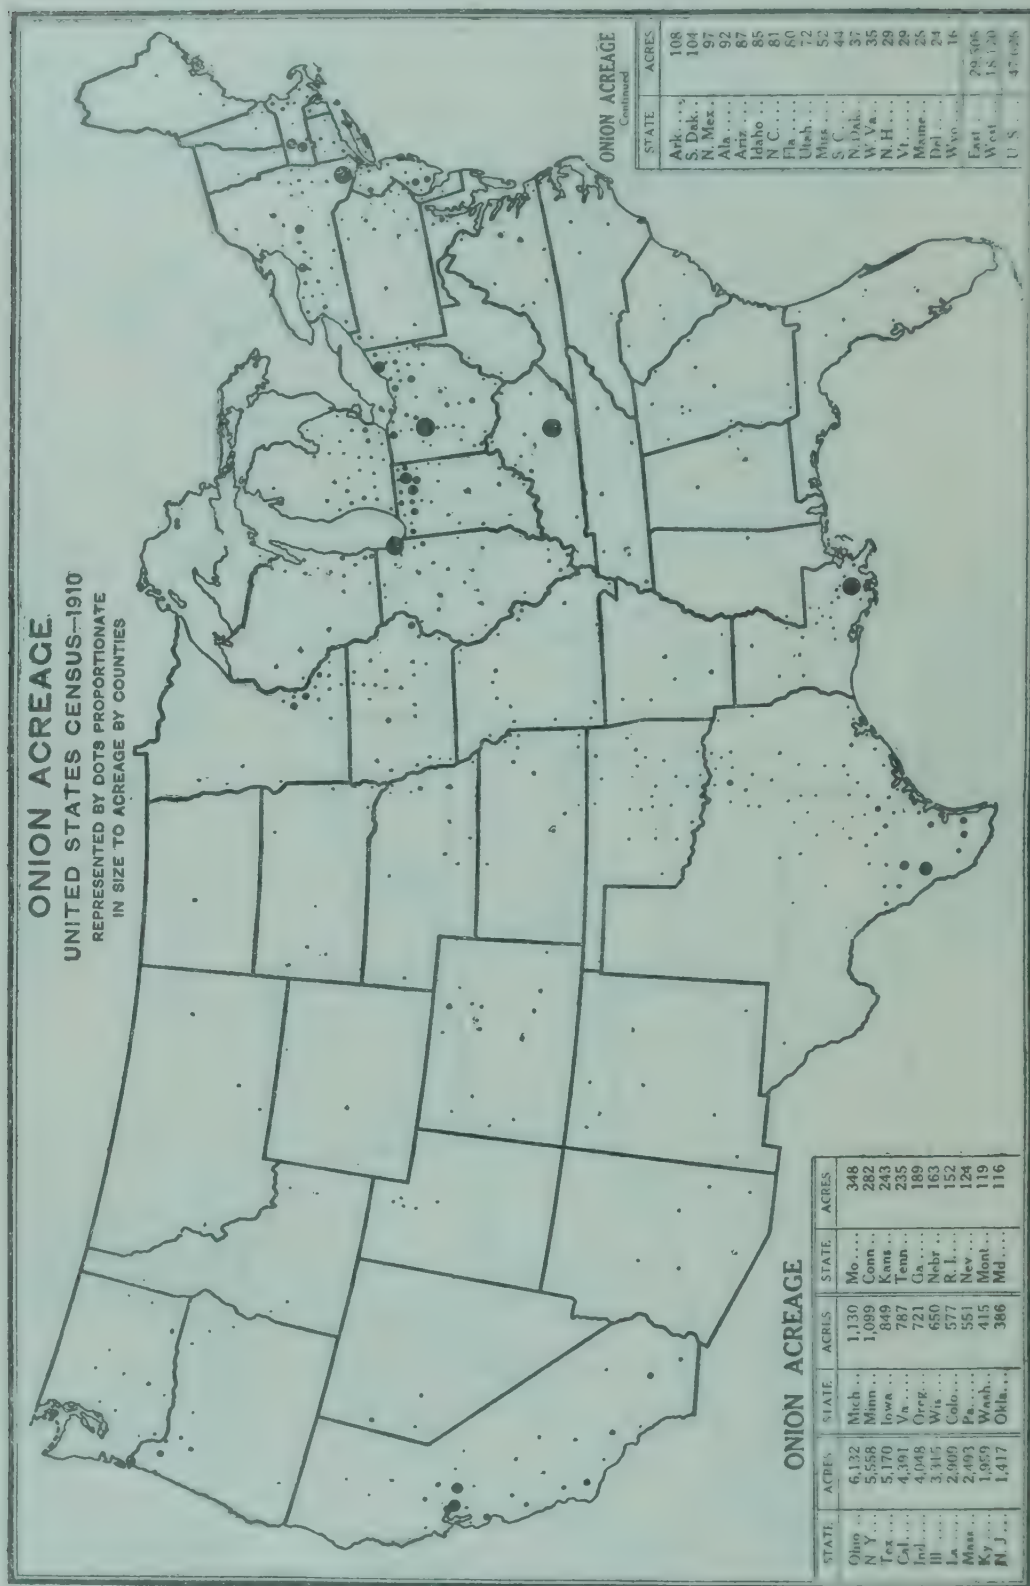 ONION ACREAGE.
UNITED STATES CENSUS—1910
REPRESENTED BY DOTS PROPORTIONATE
IN SIZE TO ACREAGE BY COUNTIES
ONION ACREAGE
STATE ACRES STATE ACRES STATE ACRES
Ohio .. 6,132 Mich .. 1,130 Mo .... 348
N Y ... 5,558 Minn .. 1,099 Conn .. 282
Tex ... 5,170 Iowa .. 849 Kans .. 243
Cal .... 4,391 Va .... 787 Tenn .. 235
Ind .... 4,048 Oreg .. 721 Ga .... 189
Ill .... Wis ... 650 Nebr .. 163
La .... 2,909 Colo ... 577 R. I. ... 152
Mass .. 2,493 Pa ..... 551 Nev ... 124
Ky .... 1,959 Wash .. 415 Mont .. 119
N. J ... 1,417 Okla ... 386 Md .... 116
ONION ACREAGE
Continued
STATE ACRES
Ark .... 108
S. Dak .. 104
N. Mex . 97
Ala .... 92
Ariz ... 87
Idaho .. 85
N C .... 81
Fla .... 80
Utah ... 72
Miss ... 52
S C .... 44
N. Dak . 37
W Va .. 35
N. H ... 29
Vt ..... 29
Maine .. 25
Del .... 24
Wyo ... 16
East ...
West ...
U S ...